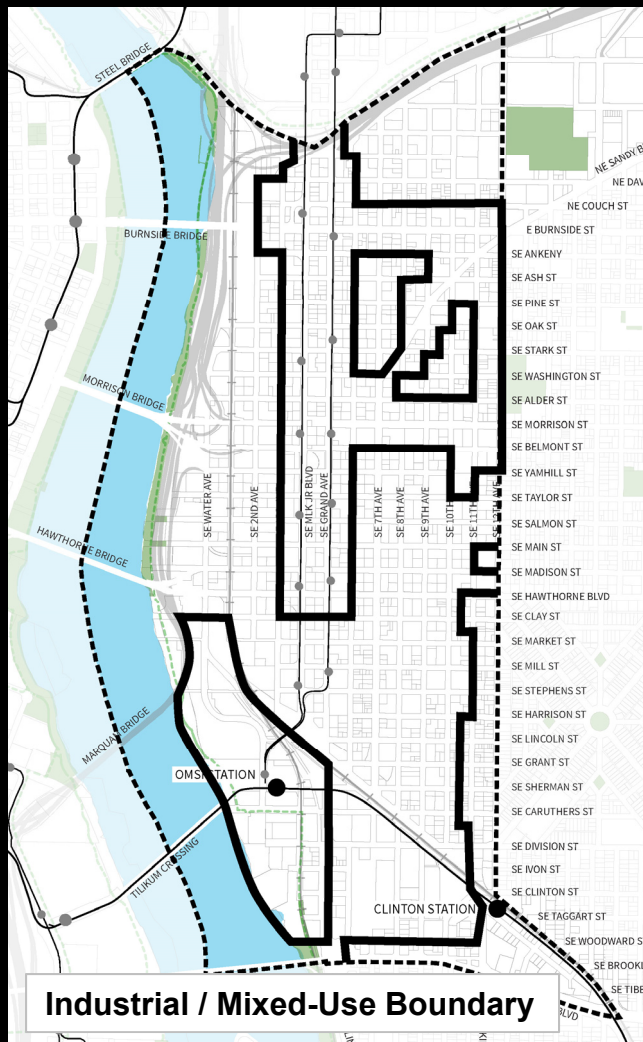 STEEL BRIDGE
NE SANDY B
NE DAV
NE COUCH ST
E BURNSIDE ST
BURNSIDE BRIDGE
SE ANKENY
SE ASH ST
SE PINE ST
SE OAK ST
SE STARK ST
SE WASHINGTON ST
MORRISON BRIDGE
SE ALDER ST
SE MORRISON ST
SE BELMONT ST
SE YAMHILL ST
SE WATER AVE
SE 2ND AVE
SE MLK JR BLVD
SE GRAND AVE
SE 7TH AVE
SE 8TH AVE
SE 9TH AVE
SE 10TH
SE 11TH
SE 12TH AVE
SE TAYLOR ST
SE SALMON ST
HAWTHORNE BRIDGE
SE MAIN ST
SE MADISON ST
SE HAWTHORNE BLVD
SE CLAY ST
SE MARKET ST
SE MILL ST
SE STEPHENS ST
SE HARRISON ST
MARQUAM BRIDGE
SE LINCOLN ST
SE GRANT ST
OMSI STATION
SE SHERMAN ST
SE CARUTHERS ST
TILIKUM CROSSING
SE DIVISION ST
SE IVON ST
SE CLINTON ST
CLINTON STATION
SE TAGGART ST
SE WOODWARD S
SE BROOKL
SE TIBB
BLVD
Industrial / Mixed-Use Boundary